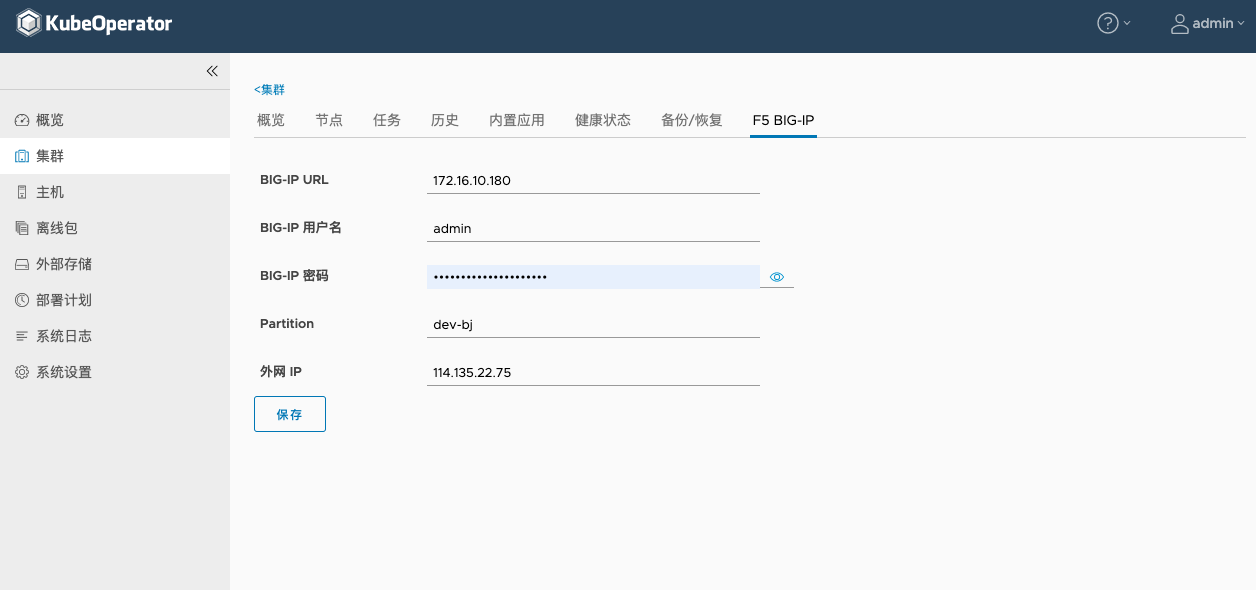 KubeOperator
admin
概览
集群
主机
离线包
外部存储
部署计划
系统日志
系统设置
<集群
概览 节点 任务 历史 内置应用 健康状态 备份/恢复 F5 BIG-IP
BIG-IP URL 172.16.10.180
BIG-IP 用户名 admin
BIG-IP 密码 •••••••••••••••••••••
Partition dev-bj
外网 IP 114.135.22.75
保存